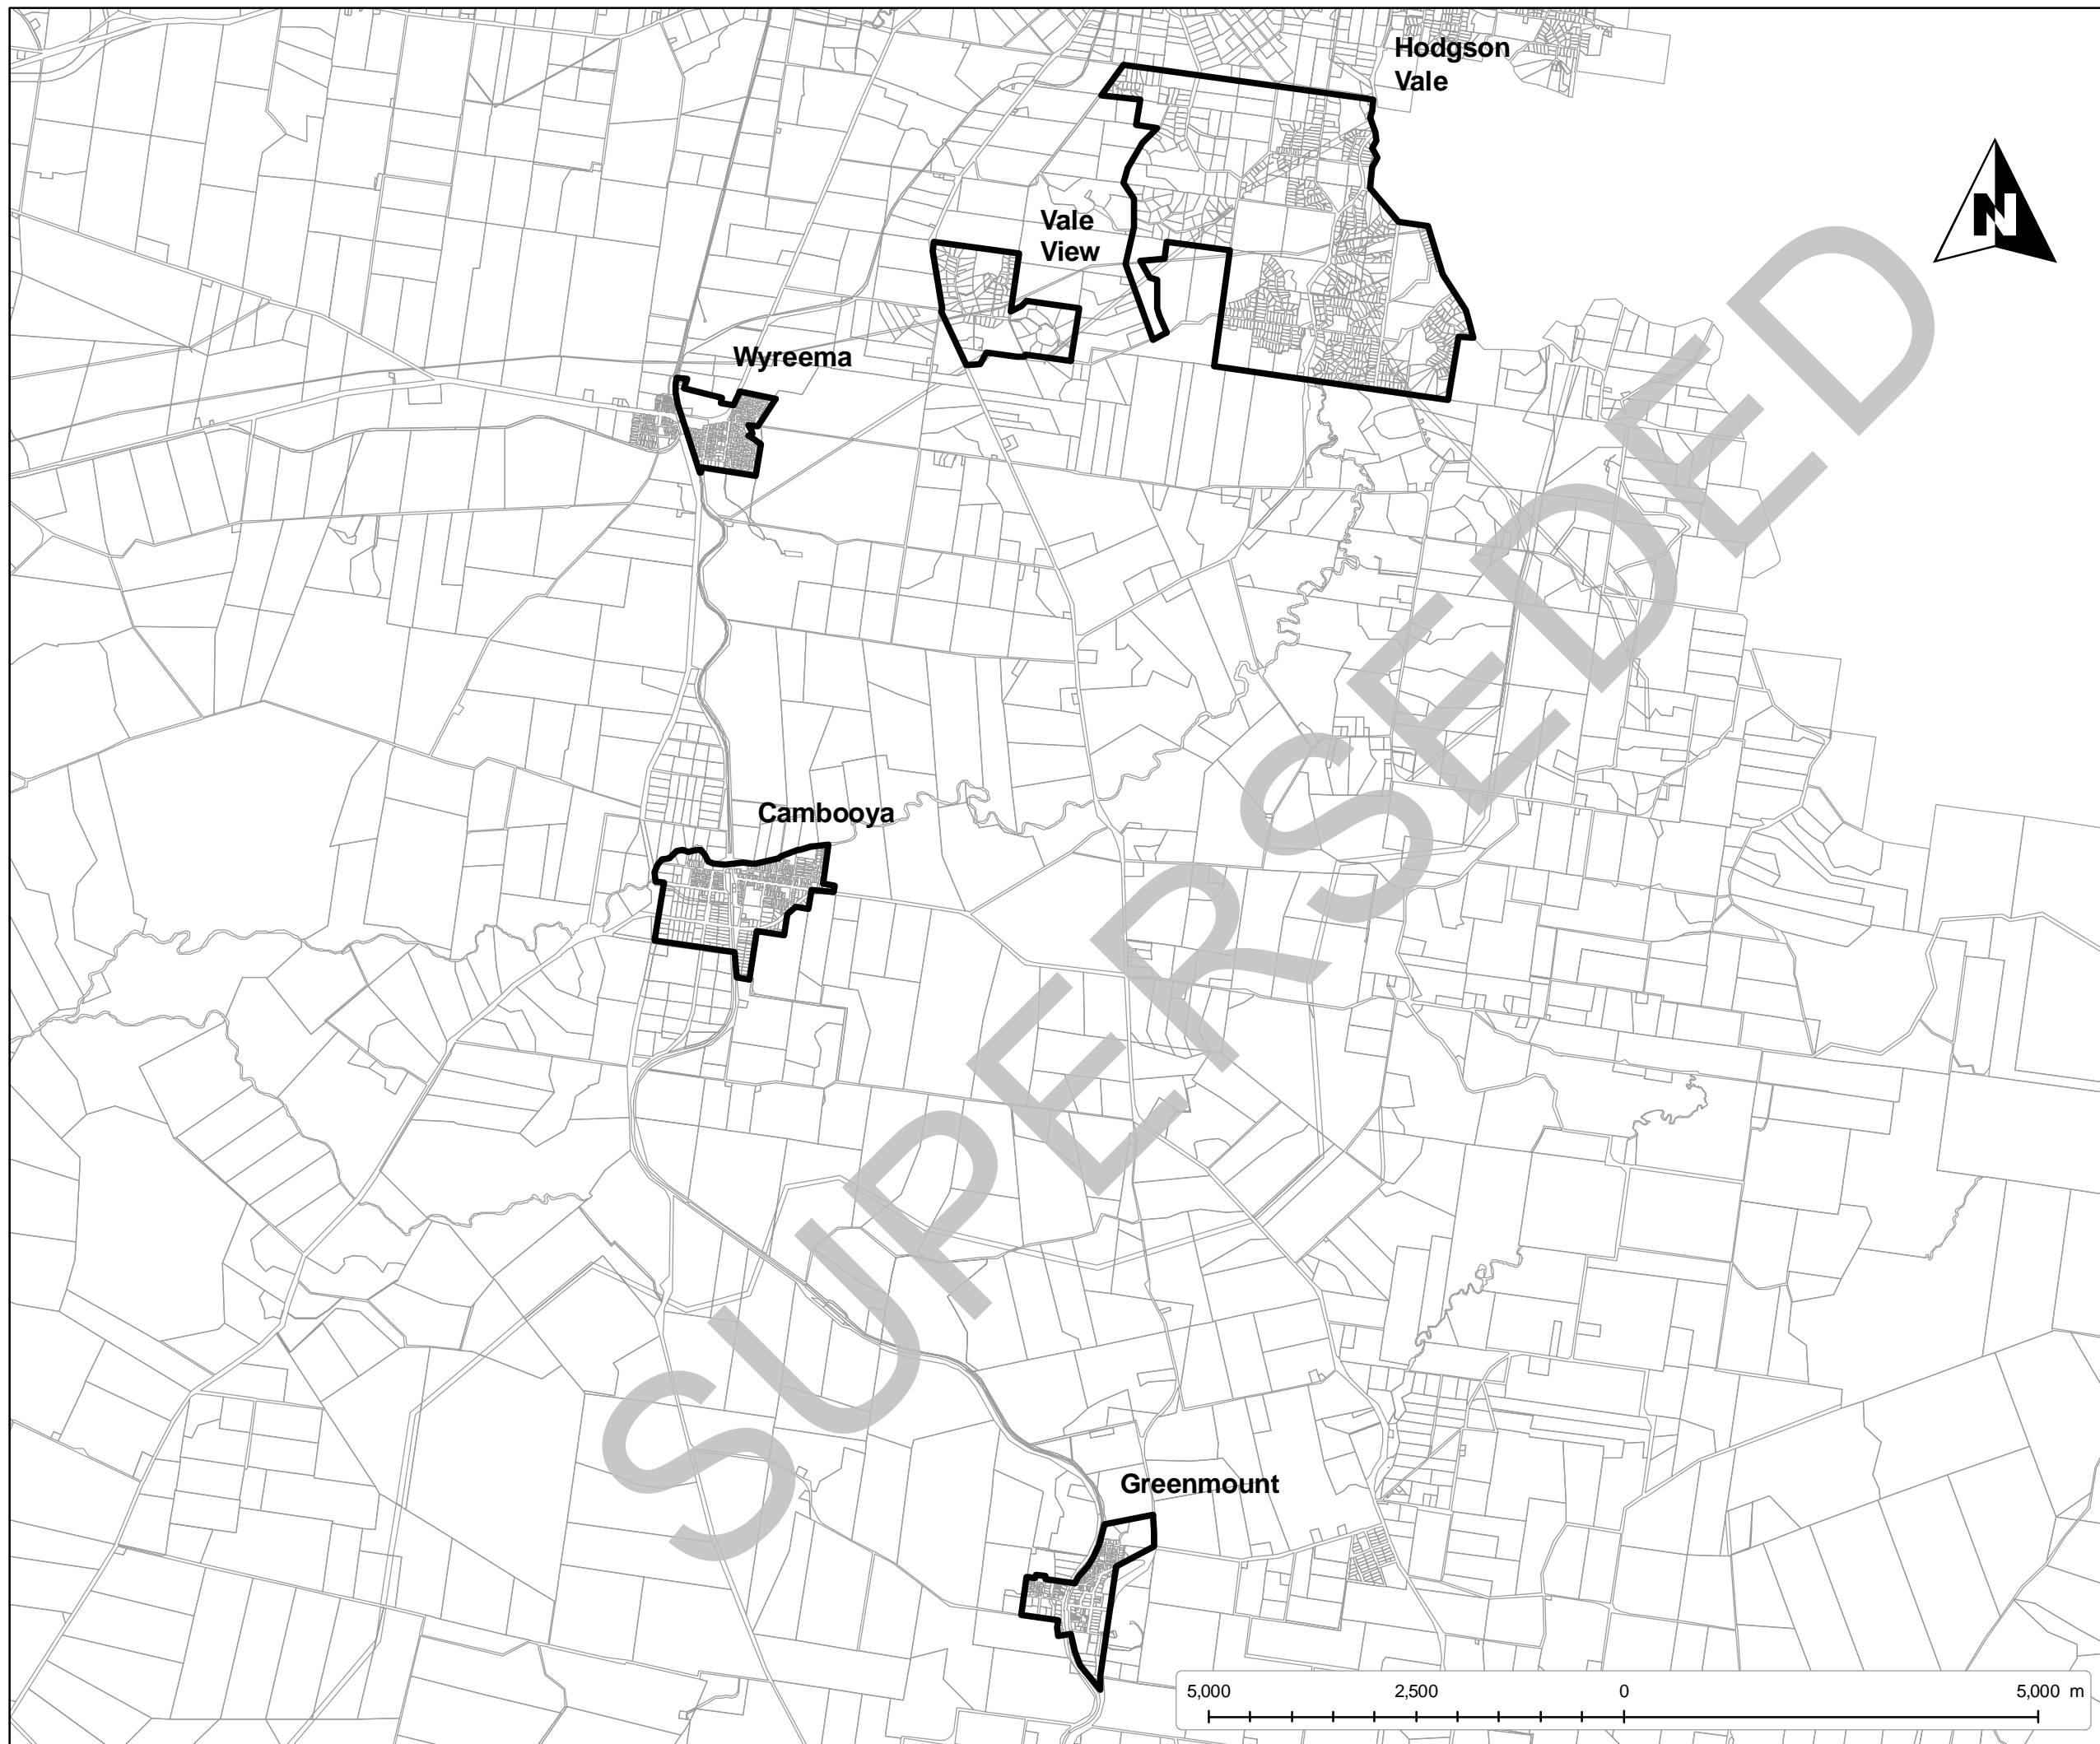 Hodgson
Vale
N
Vale
View
Wyreema
Cambooya
SUPERSEDED
Greenmount
5,000 2,500 0 5,000 m